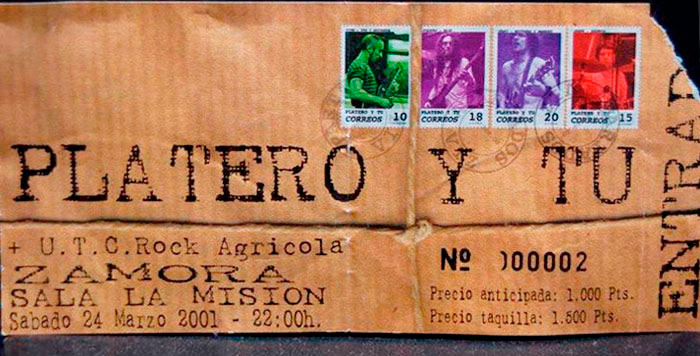 PLATERO Y TU
CORREOS 10
PLATERO Y TU
CORREOS 18
PLATERO Y TU
CORREOS 20
PLATERO Y TU
CORREOS 15
PLATERO Y TU
+ U.T.C.Rock Agricola
ZAMORA
SALA LA MISION
Sabado 24 Marzo 2001 - 22:00h.
Nº 000002
Precio anticipada: 1.000 Pts.
Precio taquilla: 1.500 Pts.
ENTRAD